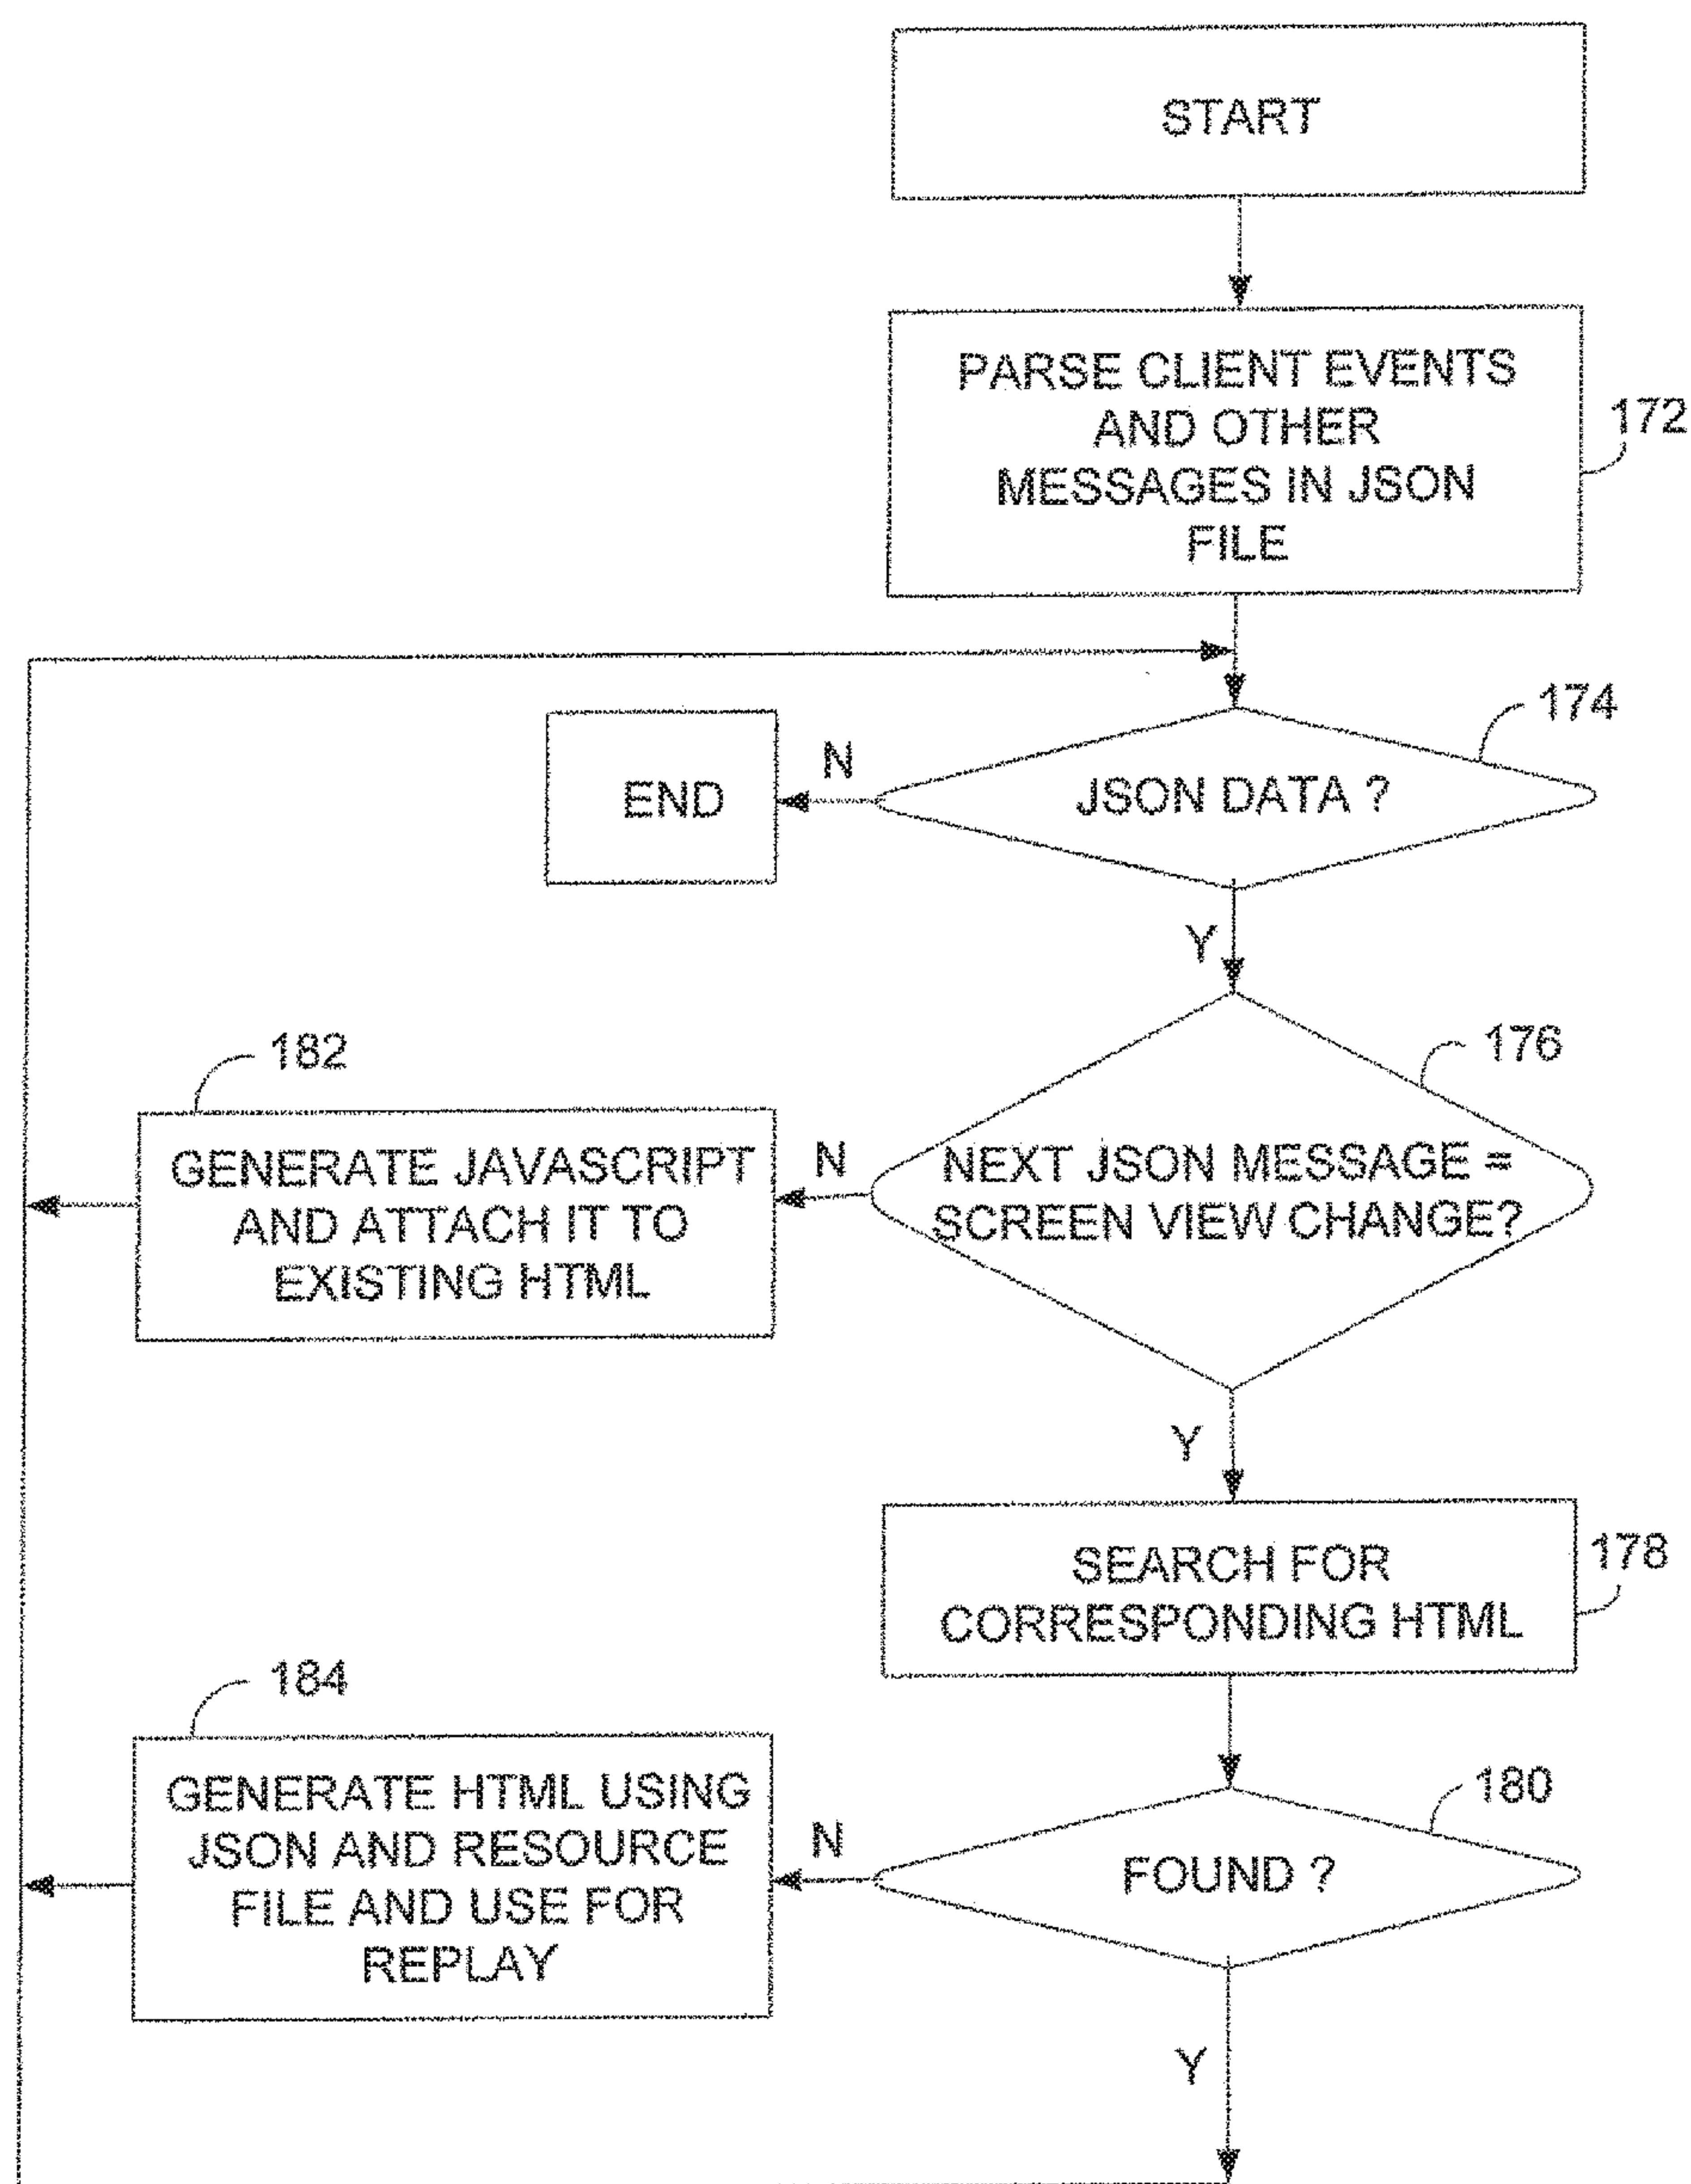 START
PARSE CLIENT EVENTS
AND OTHER
MESSAGES IN JSON
FILE
172
174
JSON DATA ?
N
END
Y
176
NEXT JSON MESSAGE =
SCREEN VIEW CHANGE?
N
182
GENERATE JAVASCRIPT
AND ATTACH IT TO
EXISTING HTML
Y
SEARCH FOR
CORRESPONDING HTML
178
180
FOUND ?
N
184
GENERATE HTML USING
JSON AND RESOURCE
FILE AND USE FOR
REPLAY
Y